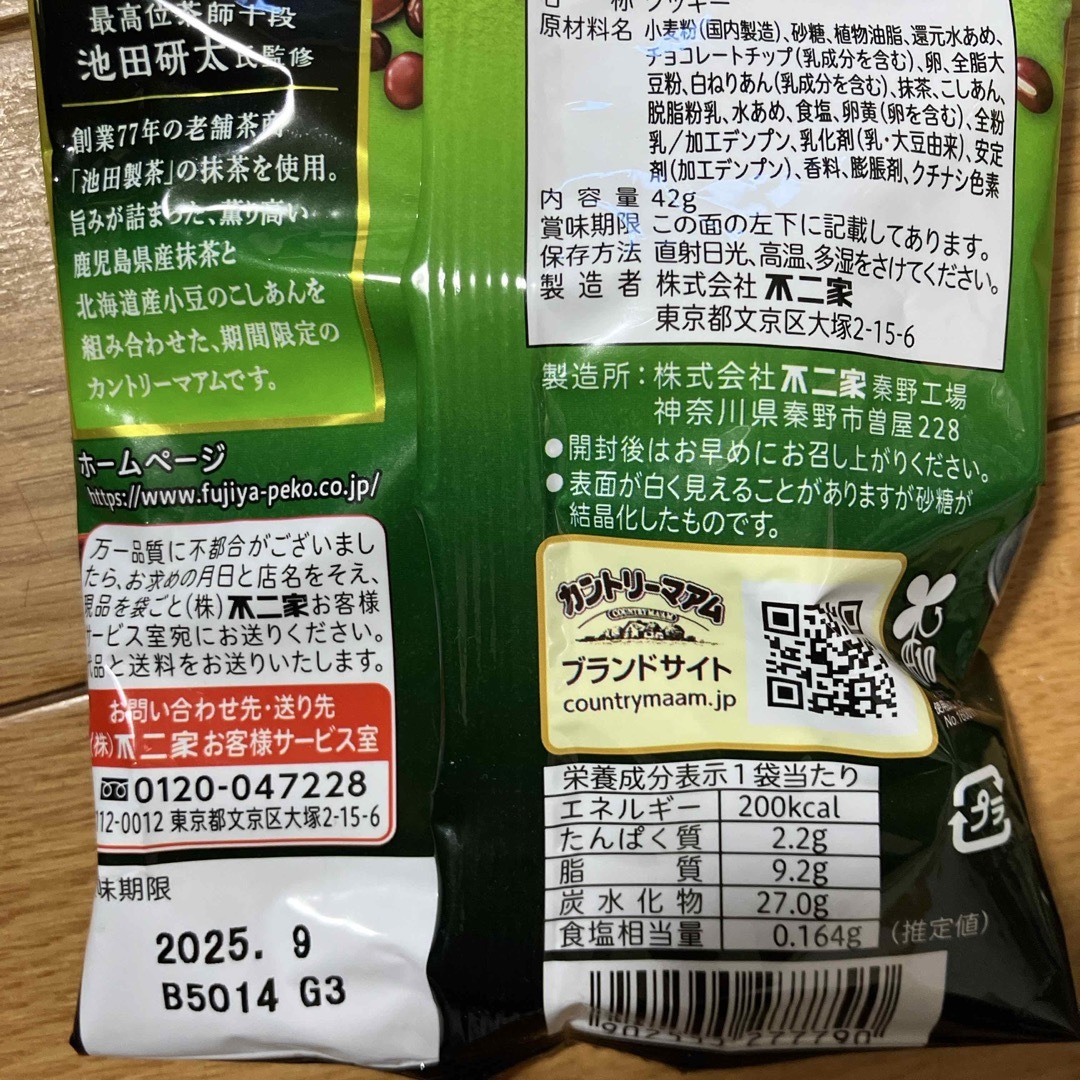 最高位茶師十段
池田研太氏監修
創業77年の老舗茶商
「池田製茶」の抹茶を使用。
旨みが詰まった、薫り高い
鹿児島県産抹茶と
北海道産小豆のこしあんを
組み合わせた、期間限定の
カントリーマアムです。
ホームページ
https://www.fujiya-peko.co.jp/
万一品質に不都合がございまし
たら、お求めの月日と店名をそえ、
現品を袋ごと(株)不二家お客様
サービス室宛にお送りください。
品と送料をお送りいたします。
お問い合わせ先・送り先
(株)不二家お客様サービス室
0120-047228
112-0012 東京都文京区大塚2-15-6
味期限
2025. 9
B5014 G3
名称 クッキー
原材料名 小麦粉(国内製造)、砂糖、植物油脂、還元水あめ、
チョコレートチップ(乳成分を含む)、卵、全脂大
豆粉、白ねりあん(乳成分を含む)、抹茶、こしあん、
脱脂粉乳、水あめ、食塩、卵黄(卵を含む)、全粉
乳/加工デンプン、乳化剤(乳・大豆由来)、安定
剤(加工デンプン)、香料、膨脹剤、クチナシ色素
内容量 42g
賞味期限 この面の左下に記載してあります。
保存方法 直射日光、高温、多湿をさけてください。
製造者 株式会社 不二家
東京都文京区大塚2-15-6
製造所:株式会社 不二家 秦野工場
神奈川県秦野市曽屋228
●開封後はお早めにお召し上がりください。
●表面が白く見えることがありますが砂糖が
結晶化したものです。
カントリーマアム
COUNTRY MA'AM
ブランドサイト
countrymaam.jp
栄養成分表示1袋当たり
エネルギー 200kcal
たんぱく質 2.2g
脂質 9.2g
炭水化物 27.0g
食塩相当量 0.164g (推定値)
プラ